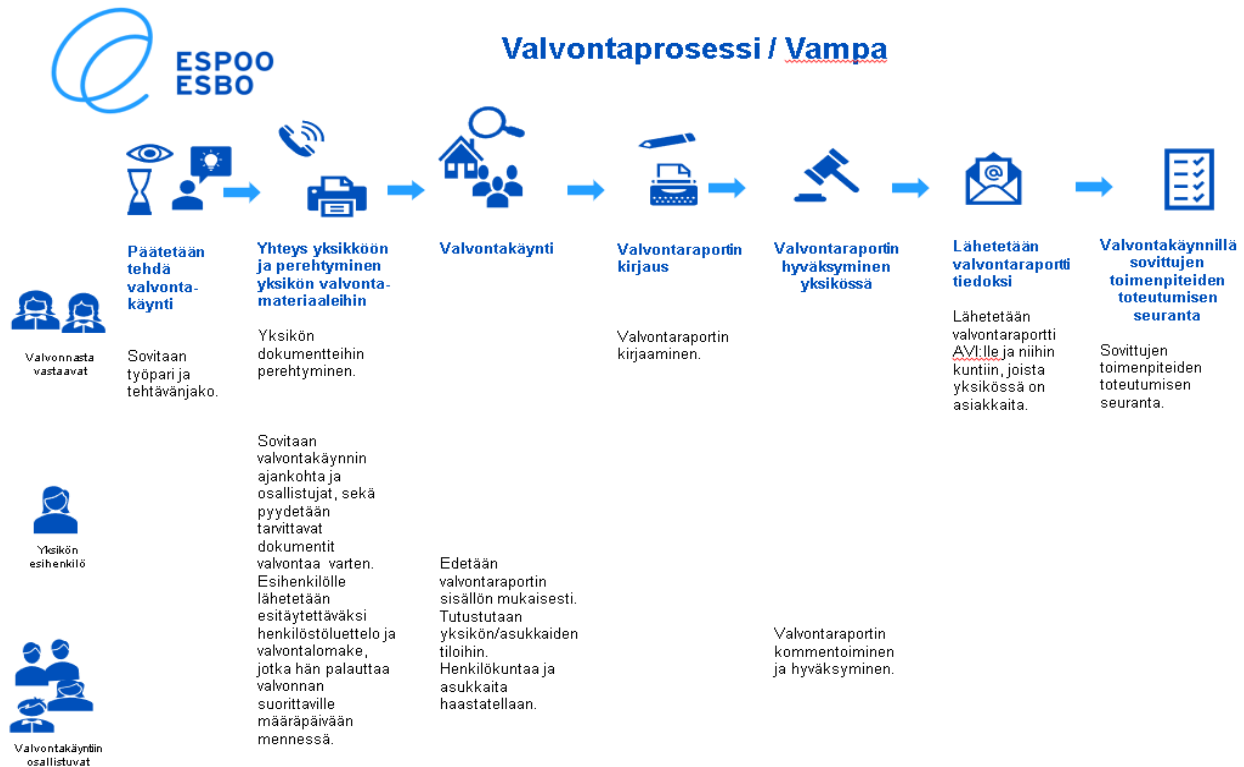 ESPOO
ESBO
Valvontaprosessi / Vampa
Päätetään
tehdä
valvonta-
käynti
Yhteys yksikköön
ja perehtyminen
yksikön valvonta-
materiaaleihin
Valvontakäynti
Valvontaraportin
kirjaus
Valvontaraportin
hyväksyminen
yksikössä
Lähetetään
valvontaraportti
tiedoksi
Valvontakäynnillä
sovittujen
toimenpiteiden
toteutumisen
seuranta
Valvonnasta
vastaavat
Sovitaan
työpari ja
tehtävänjako.
Yksikön
dokumentteihin
perehtyminen.
Valvontaraportin
kirjaaminen.
Lähetetään
valvontaraportti
AVI:lle ja niihin
kuntiin, joista
yksikössä on
asiakkaita.
Sovittujen
toimenpiteiden
toteutumisen
seuranta.
Yksikön
esihenkilö
Sovitaan
valvontakäynnin
ajankohta ja
osallistujat, sekä
pyydetään
tarvittavat
dokumentit
valvontaa varten.
Esihenkilölle
lähetetään
esitäytettäväksi
henkilöstöluettelo ja
valvontalomake,
jotka hän palauttaa
valvonnan
suorittaville
määräpäivään
mennessä.
Edetään
valvontaraportin
sisällön mukaisesti.
Tutustutaan
yksikön/asukkaiden
tiloihin.
Henkilökuntaa ja
asukkaita
haastatellaan.
Valvontaraportin
kommentoiminen
ja hyväksyminen.
Valvontakäyntiin
osallistuvat